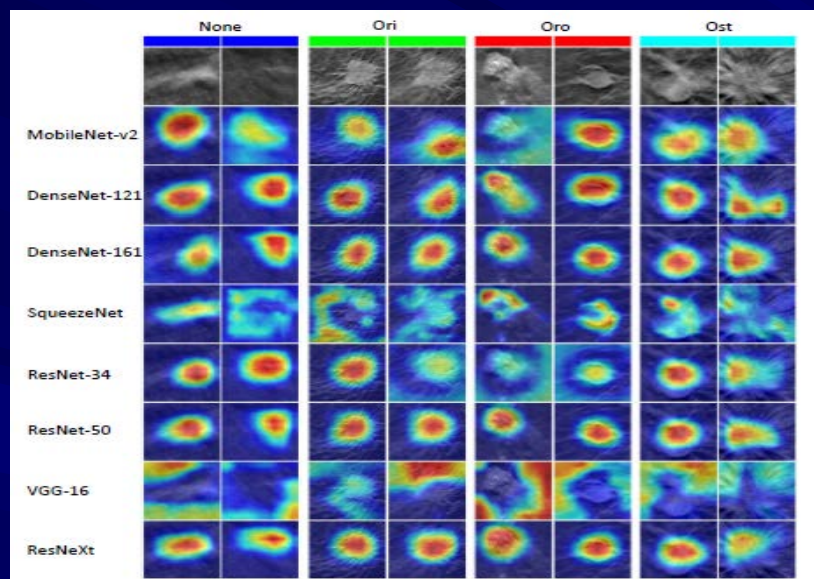 None Ori Oro Ost
MobileNet-v2
DenseNet-121
DenseNet-161
SqueezeNet
ResNet-34
ResNet-50
VGG-16
ResNeXt